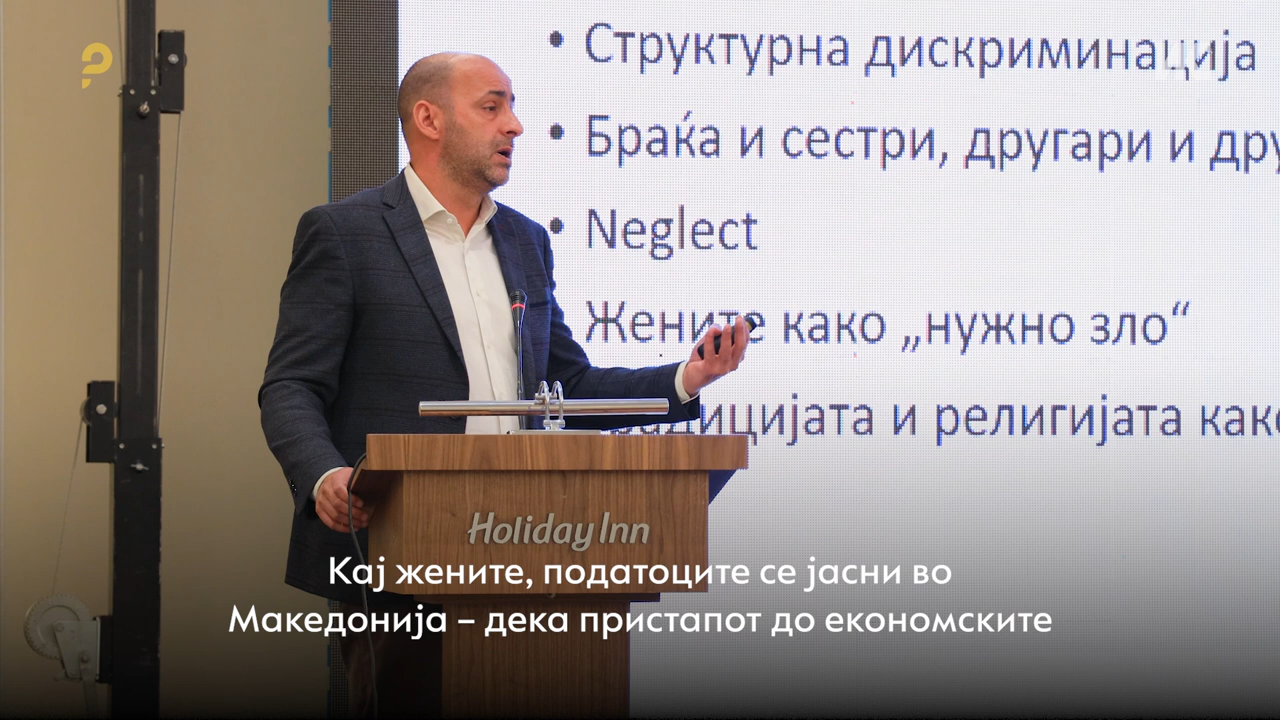 • Структурна дискриминација
• Браќа и сестри, другари и дру
• Neglect
Жените како „нужно зло“
и религијата како
Holiday Inn
Кај жените, податоците се јасни во
Македонија – дека пристапот до економските